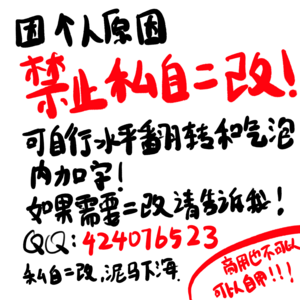 因个人原因
禁止私自二改!
可自行水平翻转和气泡
内加字!
如果需要二改请告诉我!
QQ:424076523
私自二改,泥马下海
商用也不可以
可以自用!!!